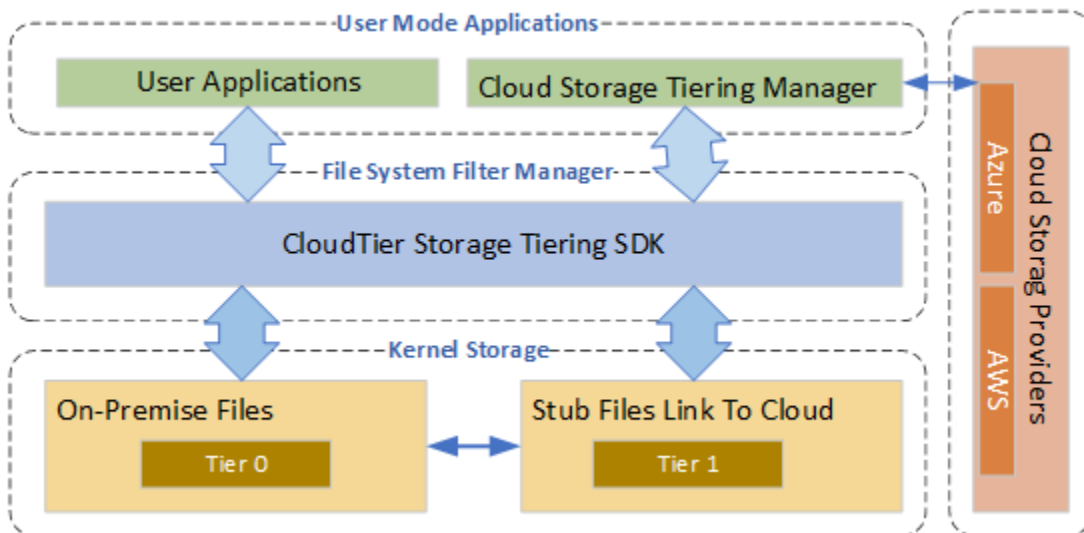 User Mode Applications
User Applications
Cloud Storage Tiering Manager
File System Filter Manager
CloudTier Storage Tiering SDK
Kernel Storage
On-Premise Files
Tier 0
Stub Files Link To Cloud
Tier 1
Cloud Storag Providers
Azure
AWS